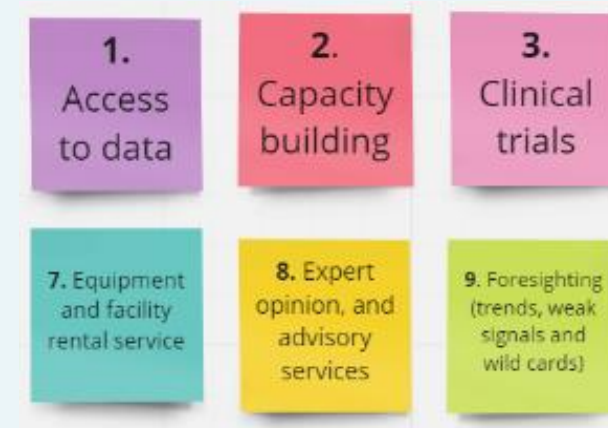 1.
Access
to data
2.
Capacity
building
3.
Clinical
trials
7. Equipment
and facility
rental service
8. Expert
opinion, and
advisory
services
9. Foresighting
(trends, weak
signals and
wild cards)